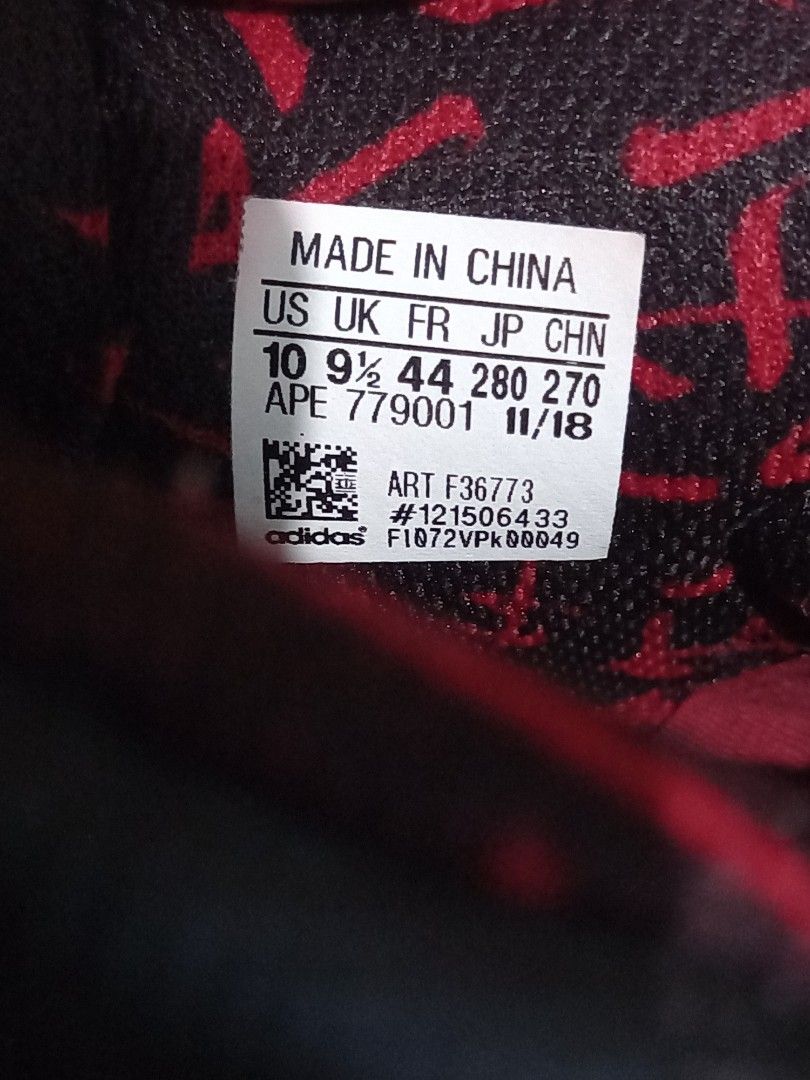 MADE IN CHINA
US UK FR JP CHN
10 9½ 44 280 270
APE 779001 11/18
ART F36773
#121506433
adidas® F1072VPk00049